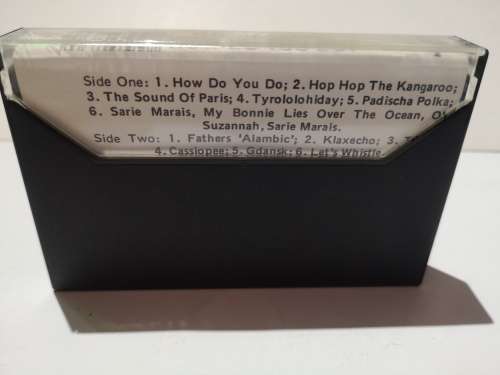 Side One: 1. How Do You Do; 2. Hop Hop The Kangaroo;
3. The Sound Of Paris; 4. Tyrololohiday; 5. Padischa Polka;
6. Sarie Marais, My Bonnie Lies Over The Ocean,
Suzannah, Sarie Marais.
Side Two: 1. Fathers 'Alambic'; 2. Klaxecho; 3.
4. Cassiopee; 5. Gdansk; 6. Let's Whistle